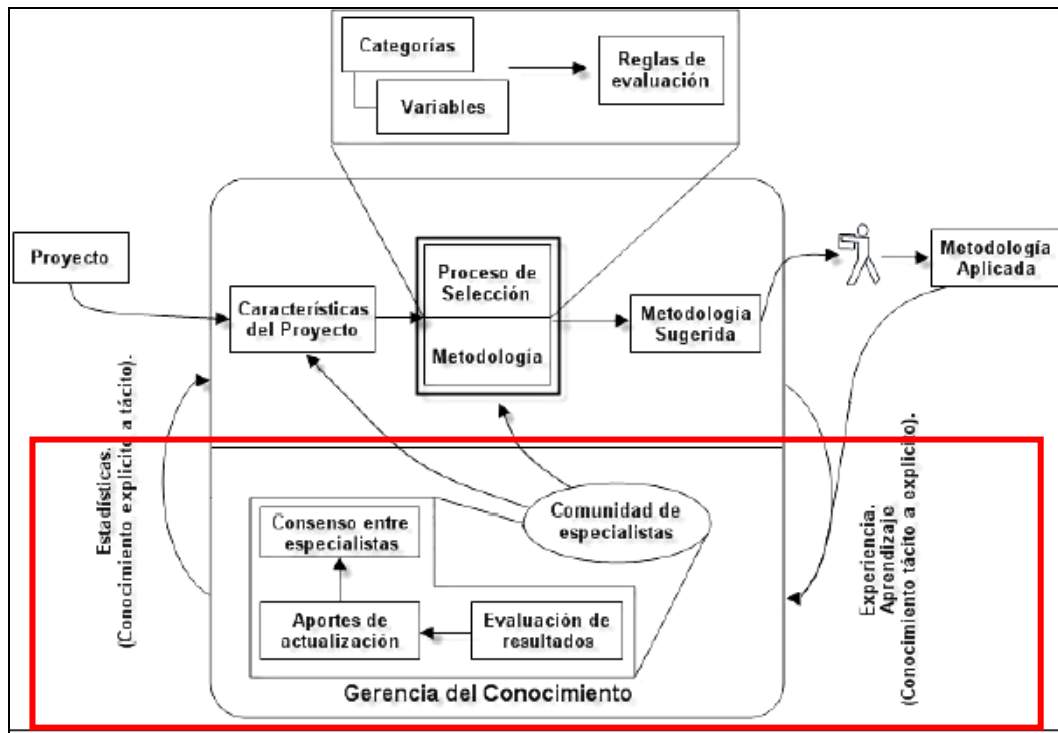 Categorías
Variables
Reglas de
evaluación
Proyecto
Características
del Proyecto
Proceso de
Selección
Metodología
Metodología
Sugerida
Metodología
Aplicada
Estadísticas.
(Conocimiento explícito a tácito).
Experiencia.
Aprendizaje
(Conocimiento tácito a explícito).
Comunidad de
especialistas
Consenso entre
especialistas
Aportes de
actualización
Evaluación de
resultados
Gerencia del Conocimiento